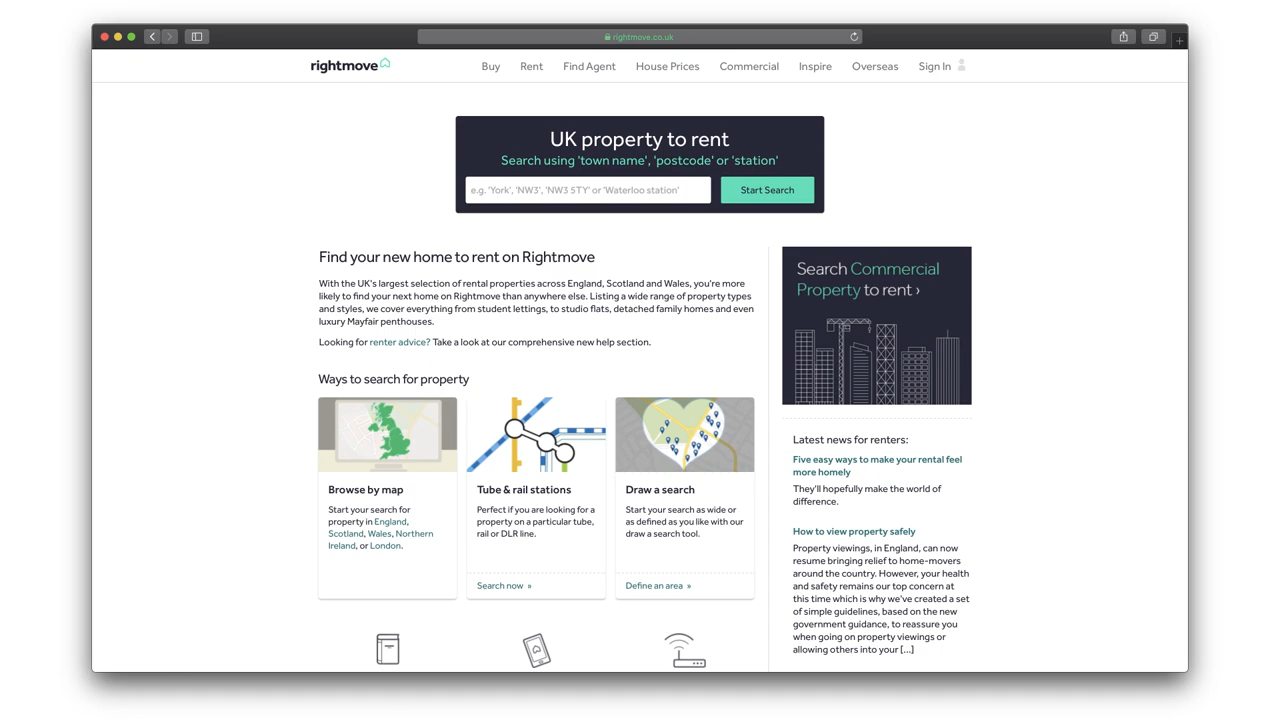 rightmove.co.uk
rightmove
Buy Rent Find Agent House Prices Commercial Inspire Overseas Sign In
UK property to rent
Search using 'town name', 'postcode' or 'station'
e.g. 'York', 'NW3', 'NW3 5TY' or 'Waterloo station'
Start Search
Find your new home to rent on Rightmove
With the UK's largest selection of rental properties across England, Scotland and Wales, you're more
likely to find your next home on Rightmove than anywhere else. Listing a wide range of property types
and styles, we cover everything from student lettings, to studio flats, detached family homes and even
luxury Mayfair penthouses.
Looking for renter advice? Take a look at our comprehensive new help section.
Ways to search for property
Browse by map
Start your search for
property in England,
Scotland, Wales, Northern
Ireland, or London.
Tube & rail stations
Perfect if you are looking for a
property on a particular tube,
rail or DLR line.
Search now »
Draw a search
Start your search as wide or
as defined as you like with our
draw a search tool.
Define an area »
Search Commercial
Property to rent ›
Latest news for renters:
Five easy ways to make your rental feel
more homely
They'll hopefully make the world of
difference.
How to view property safely
Property viewings, in England, can now
resume bringing relief to home-movers
around the country. However, your health
and safety remains our top concern at
this time which is why we've created a set
of simple guidelines, based on the new
government guidance, to reassure you
when going on property viewings or
allowing others into your [...]